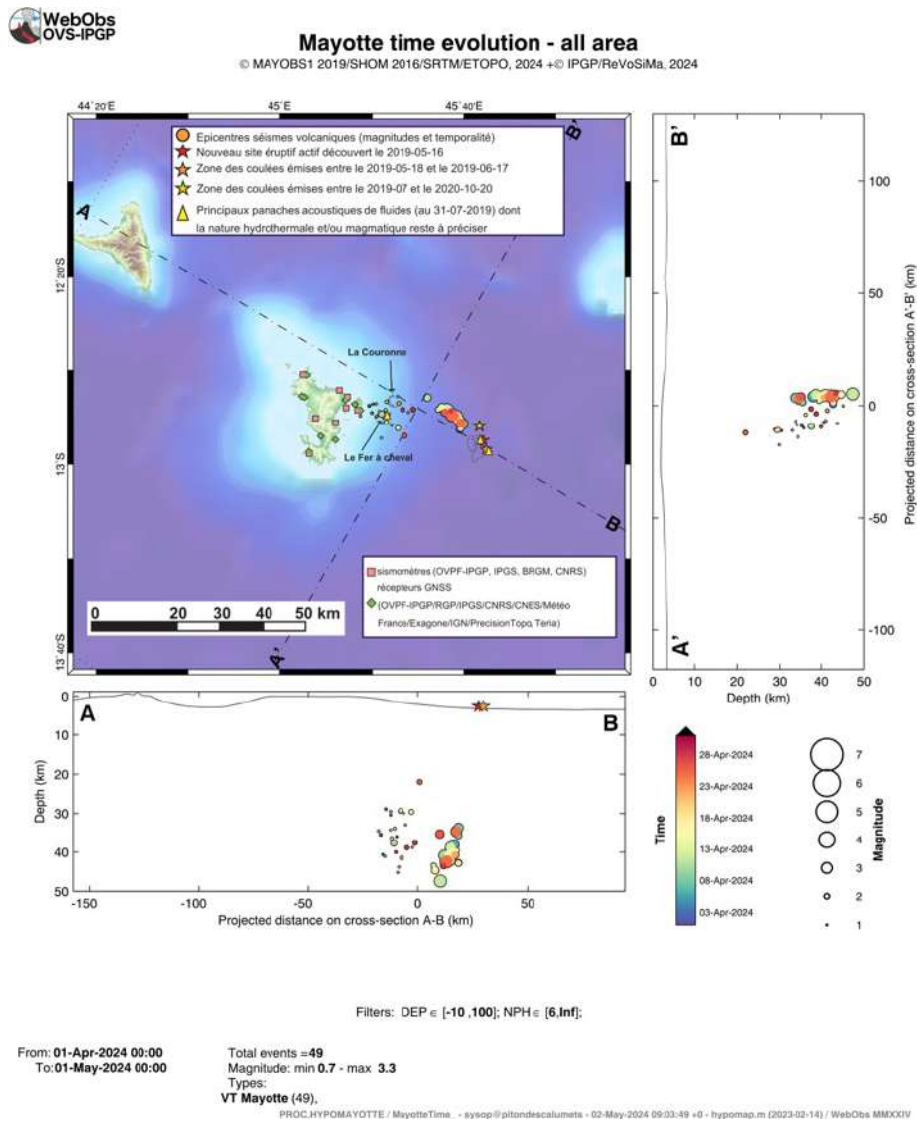 WebObs
OVS-IPGP
Mayotte time evolution - all area
© MAYOBS1 2019/SHOM 2016/SRTM/ETOPO, 2024 +© IPGP/ReVoSiMa, 2024
44˚20'E
45˚E
45˚40'E
Epicentres séismes volcaniques (magnitudes et temporalité)
Nouveau site éruptif actif découvert le 2019-05-16
Zone des coulées émises entre le 2019-05-18 et le 2019-06-17
Zone des coulées émises entre le 2019-07 et le 2020-10-20
Principaux panaches acoustiques de fluides (au 31-07-2019) dont
la nature hydrothermale et/ou magmatique reste à préciser
B'
A
12˚20'S
La Couronne
Le Fer à cheval
13˚S
B
sismomètres (OVPF-IPGP, IPGS, BRGM, CNRS)
récepteurs GNSS
(OVPF-IPGP/RGP/IPGS/CNRS/CNES/Météo
France/Exagone/IGN/PrecisionTopo, Teria)
0 20 30 40 50 km
A'
13˚40'S
B'
100
50
0
-50
-100
Projected distance on cross-section A'-B' (km)
A'
0 10 20 30 40 50
Depth (km)
A
B
0
10
20
30
40
50
Depth (km)
-150 -100 -50 0 50
Projected distance on cross-section A-B (km)
Time
28-Apr-2024
23-Apr-2024
18-Apr-2024
13-Apr-2024
08-Apr-2024
03-Apr-2024
7
6
5
4
3
2
1
Magnitude
Filters: DEP ∈ [-10 ,100]; NPH ∈ [6,Inf];
From: 01-Apr-2024 00:00
To: 01-May-2024 00:00
Total events =49
Magnitude: min 0.7 - max 3.3
Types:
VT Mayotte (49),
PROC.HYPOMAYOTTE / MayotteTime_ - sysop@pitondescalumets - 02-May-2024 09:03:49 +0 - hypomap.m (2023-02-14) / WebObs MMXXIV